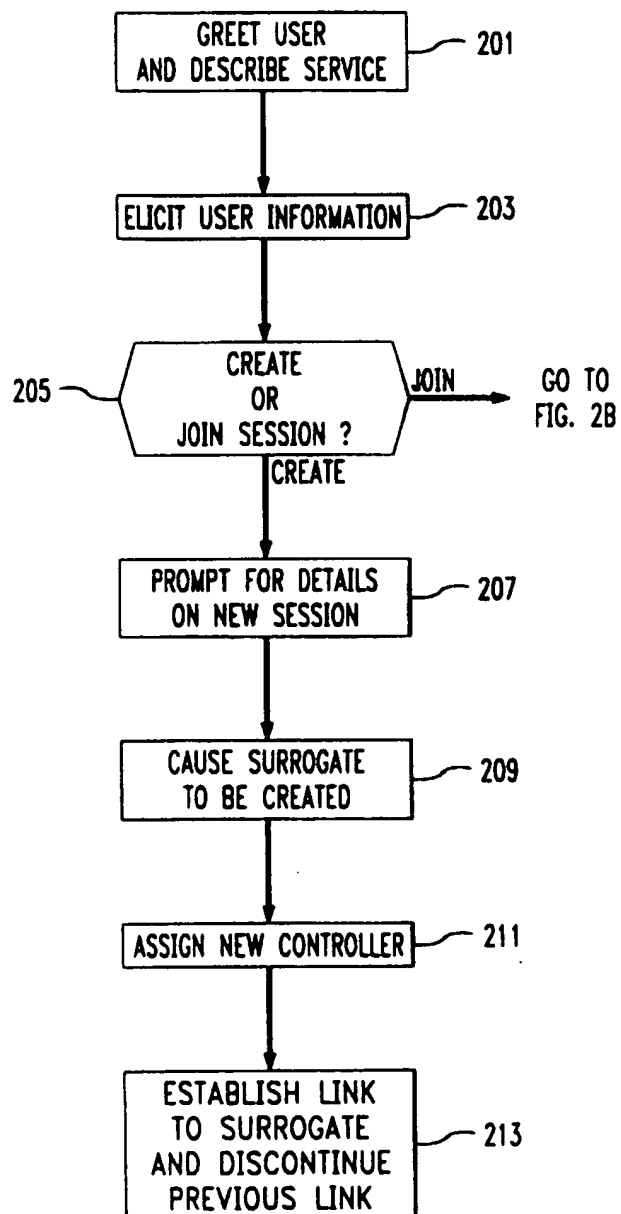 GREET USER
AND DESCRIBE SERVICE
201
ELICIT USER INFORMATION
203
205
CREATE
OR
JOIN SESSION ?
JOIN
GO TO
FIG. 2B
CREATE
PROMPT FOR DETAILS
ON NEW SESSION
207
CAUSE SURROGATE
TO BE CREATED
209
ASSIGN NEW CONTROLLER
211
ESTABLISH LINK
TO SURROGATE
AND DISCONTINUE
PREVIOUS LINK
213